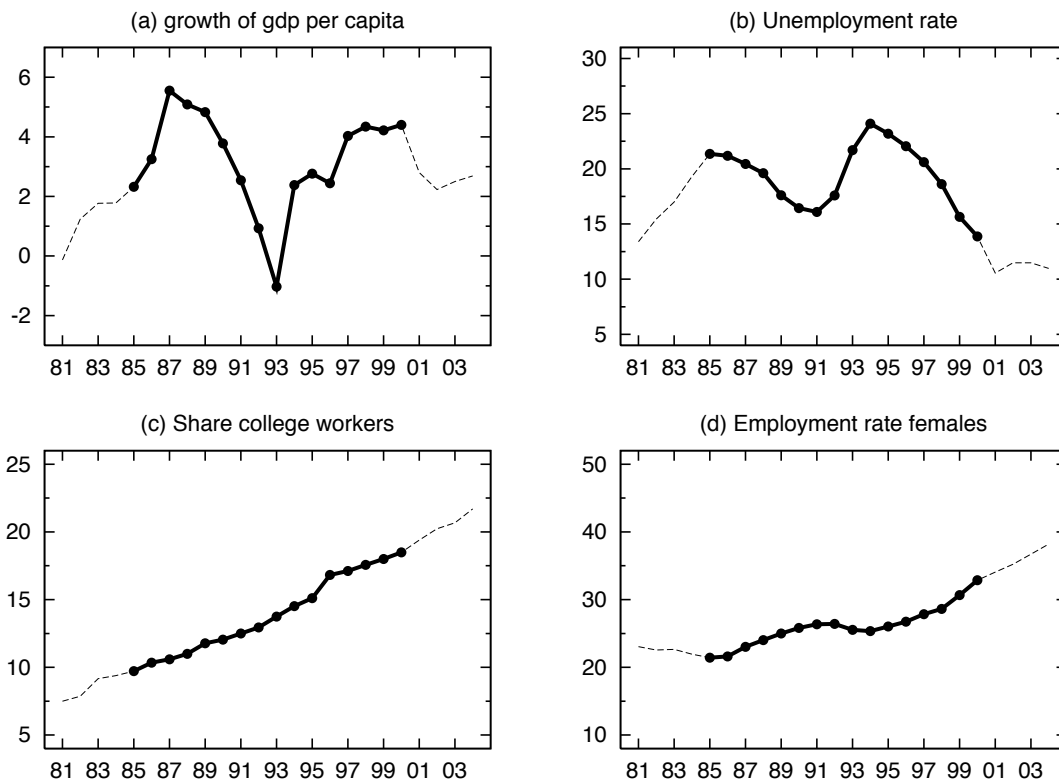 (a) growth of gdp per capita
6
4
2
0
-2
81 83 85 87 89 91 93 95 97 99 01 03
(b) Unemployment rate
30
25
20
15
10
5
81 83 85 87 89 91 93 95 97 99 01 03
(c) Share college workers
25
20
15
10
5
81 83 85 87 89 91 93 95 97 99 01 03
(d) Employment rate females
50
40
30
20
10
81 83 85 87 89 91 93 95 97 99 01 03